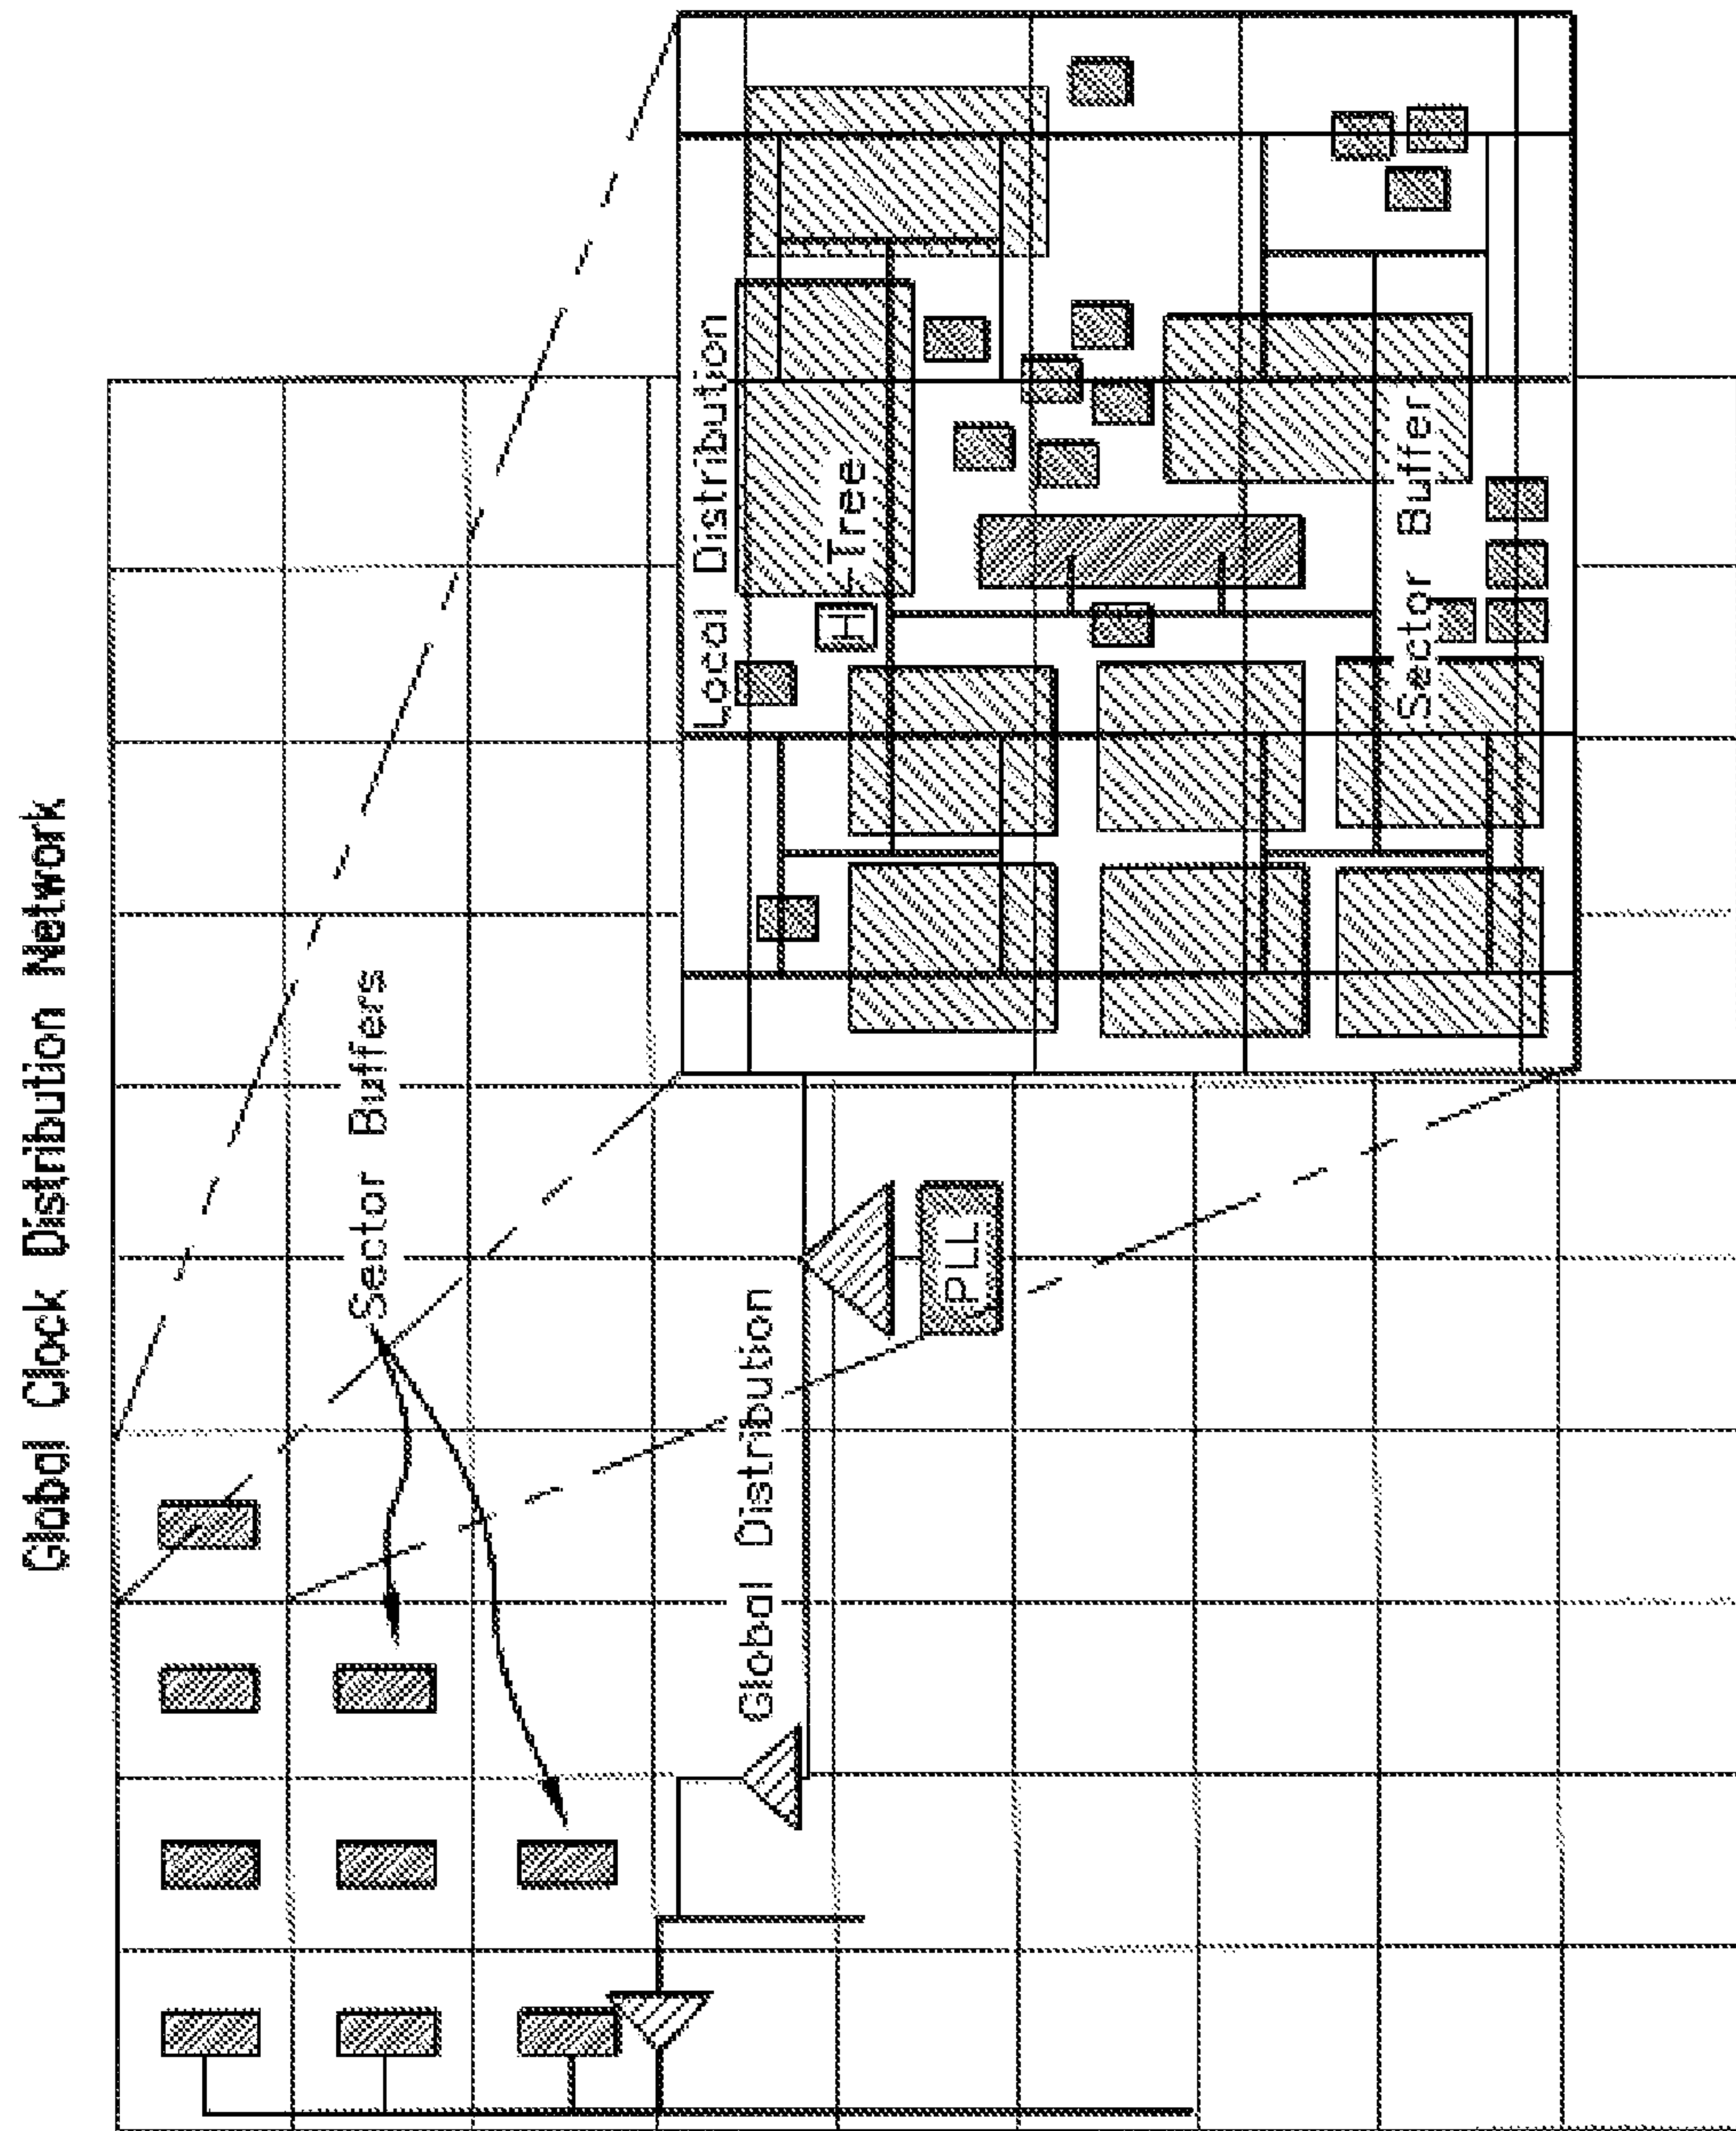 Global Clock Distribution Network
Sector Buffers
Local Distribution
H-Tree
Sector Buffer
Global Distribution
PLL